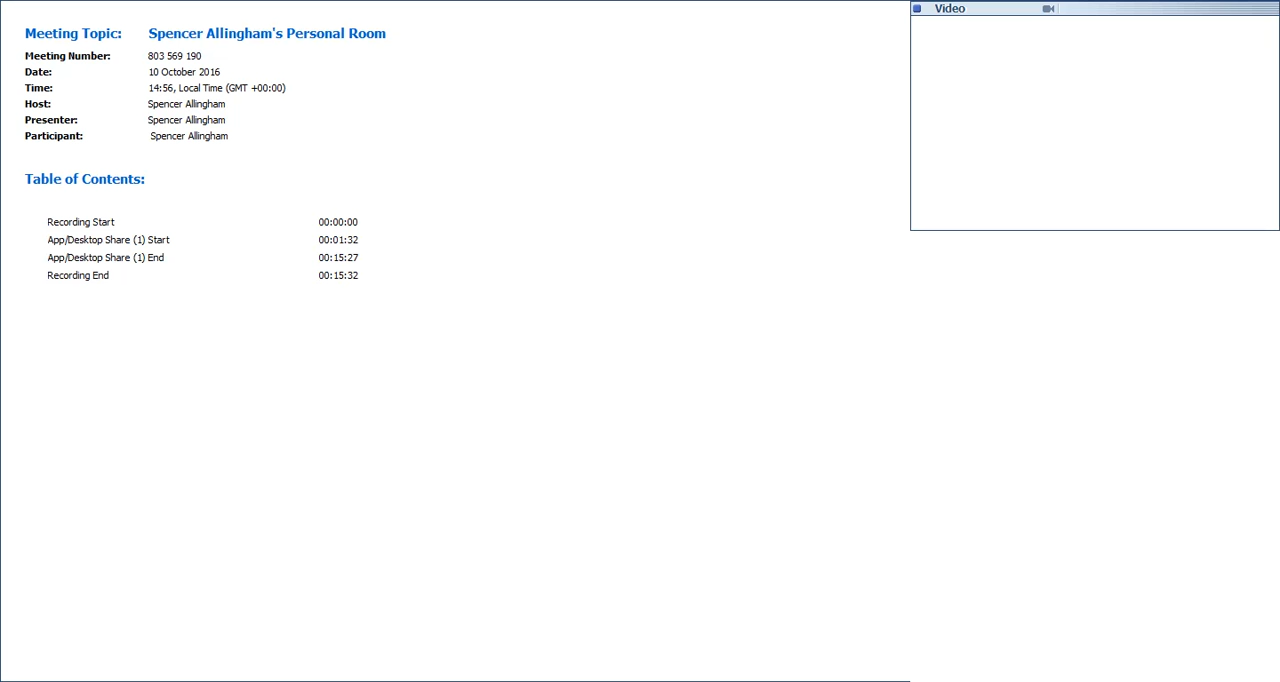 Meeting Topic: Spencer Allingham's Personal Room
Meeting Number: 803 569 190
Date: 10 October 2016
Time: 14:56, Local Time (GMT +00:00)
Host: Spencer Allingham
Presenter: Spencer Allingham
Participant: Spencer Allingham
Table of Contents:
Recording Start 00:00:00
App/Desktop Share (1) Start 00:01:32
App/Desktop Share (1) End 00:15:27
Recording End 00:15:32
Video